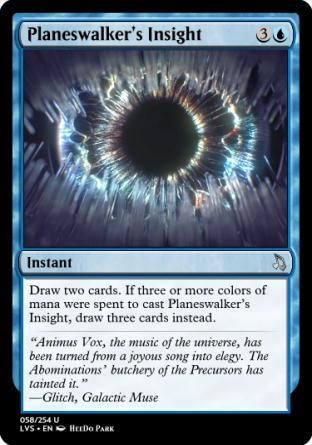 Planeswalker's Insight 3
Instant
Draw two cards. If three or more colors of
mana were spent to cast Planeswalker's
Insight, draw three cards instead.
“Animus Vox, the music of the universe, has
been turned from a joyous song into elegy. The
Abominations' butchery of the Precursors has
tainted it.”
—Glitch, Galactic Muse
058/254 U
LVS • EN HeeDo Park